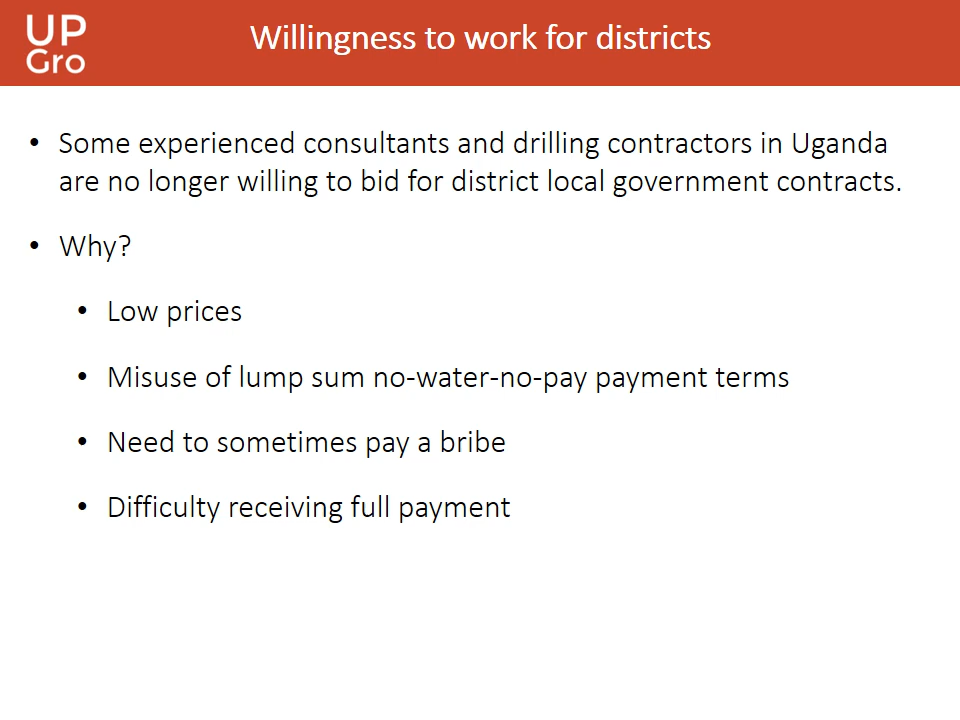 UP
Gro
Willingness to work for districts
• Some experienced consultants and drilling contractors in Uganda
are no longer willing to bid for district local government contracts.
• Why?
• Low prices
• Misuse of lump sum no-water-no-pay payment terms
• Need to sometimes pay a bribe
• Difficulty receiving full payment